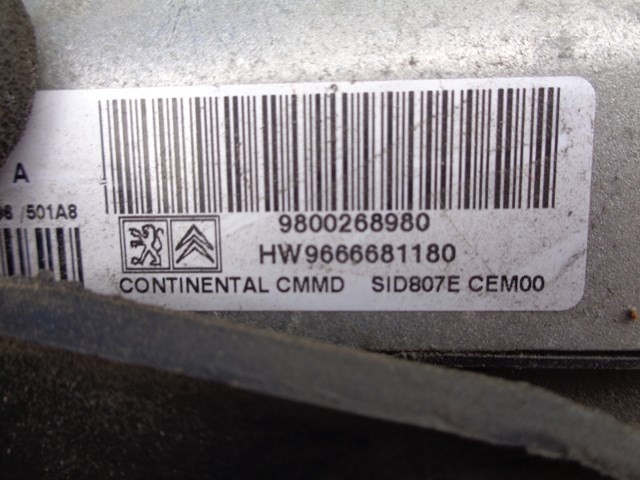 A
/501A8
9800268980
HW9666681180
CONTINENTAL CMMD SID807E CEM00